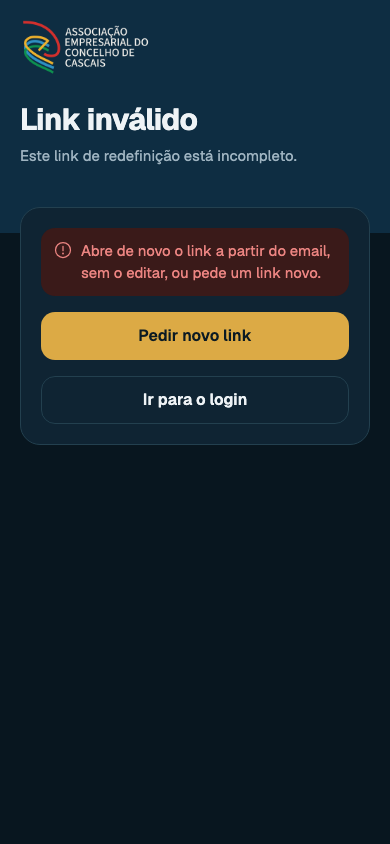 ASSOCIAÇÃO
EMPRESARIAL DO
CONCELHO DE
CASCAIS
Link inválido
Este link de redefinição está incompleto.
Abre de novo o link a partir do email,
sem o editar, ou pede um link novo.
Pedir novo link
Ir para o login